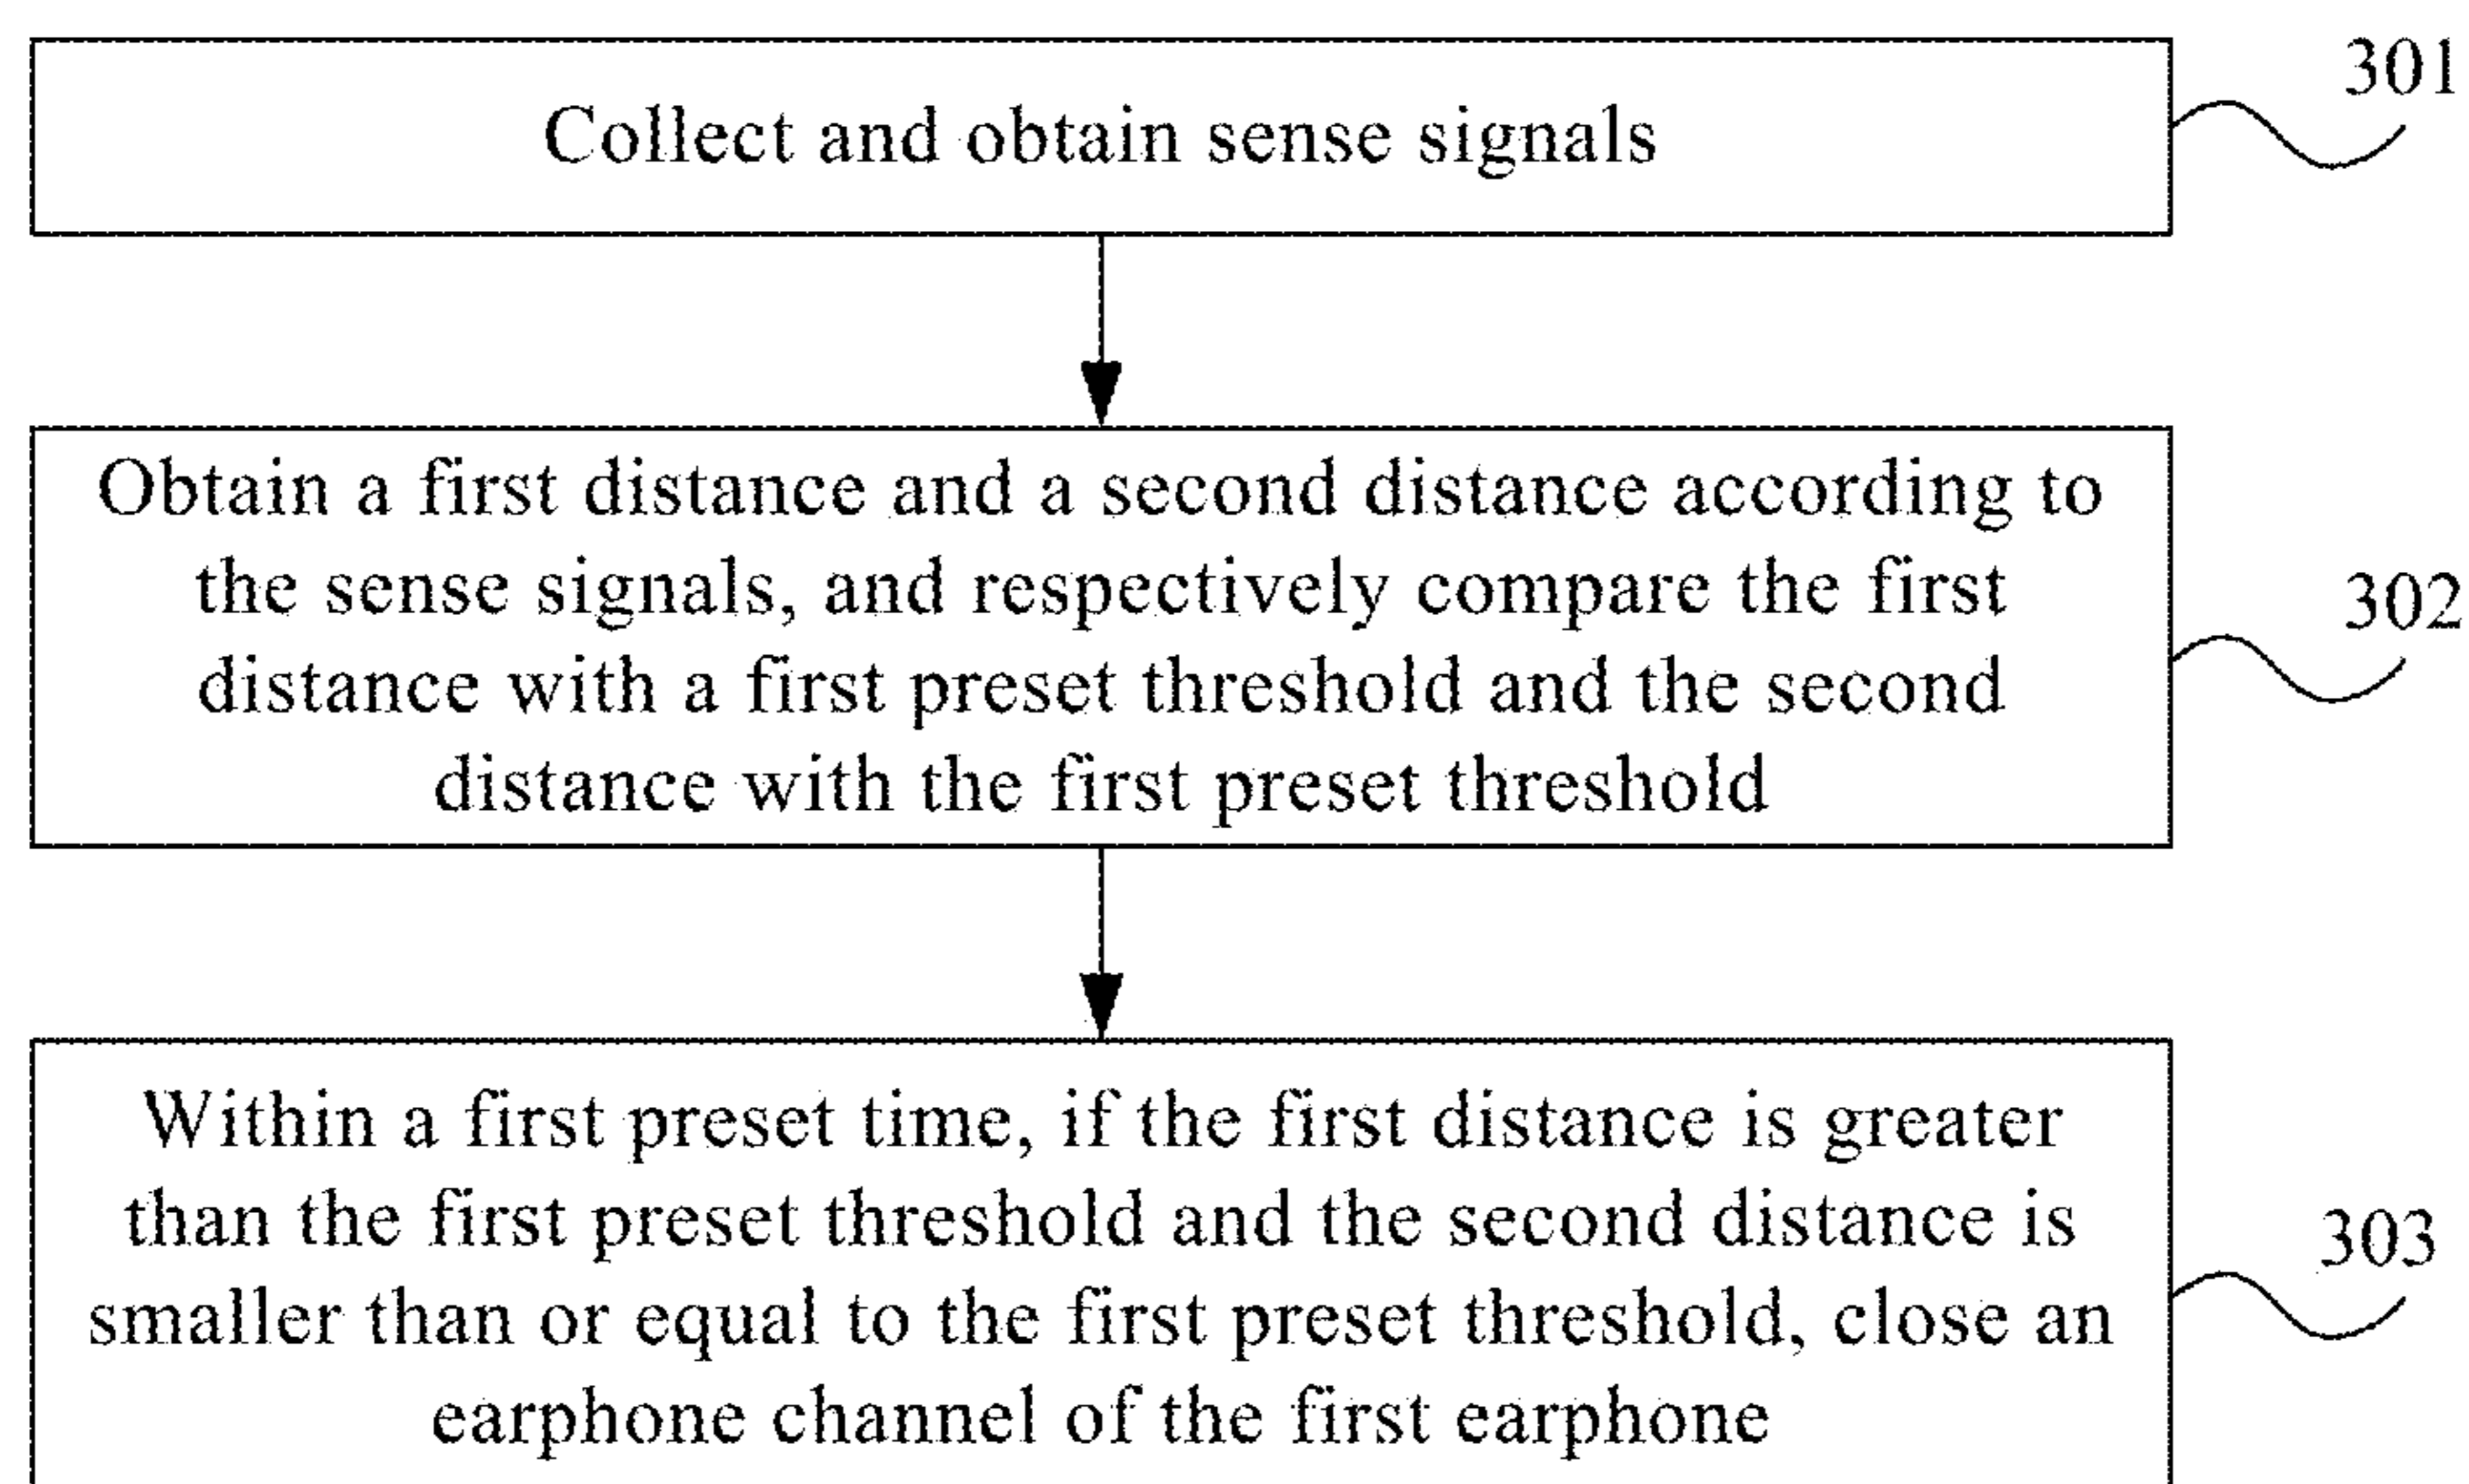 301
Collect and obtain sense signals
Obtain a first distance and a second distance according to
the sense signals, and respectively compare the first
distance with a first preset threshold and the second
distance with the first preset threshold
302
Within a first preset time, if the first distance is greater
than the first preset threshold and the second distance is
smaller than or equal to the first preset threshold, close an
earphone channel of the first earphone
303